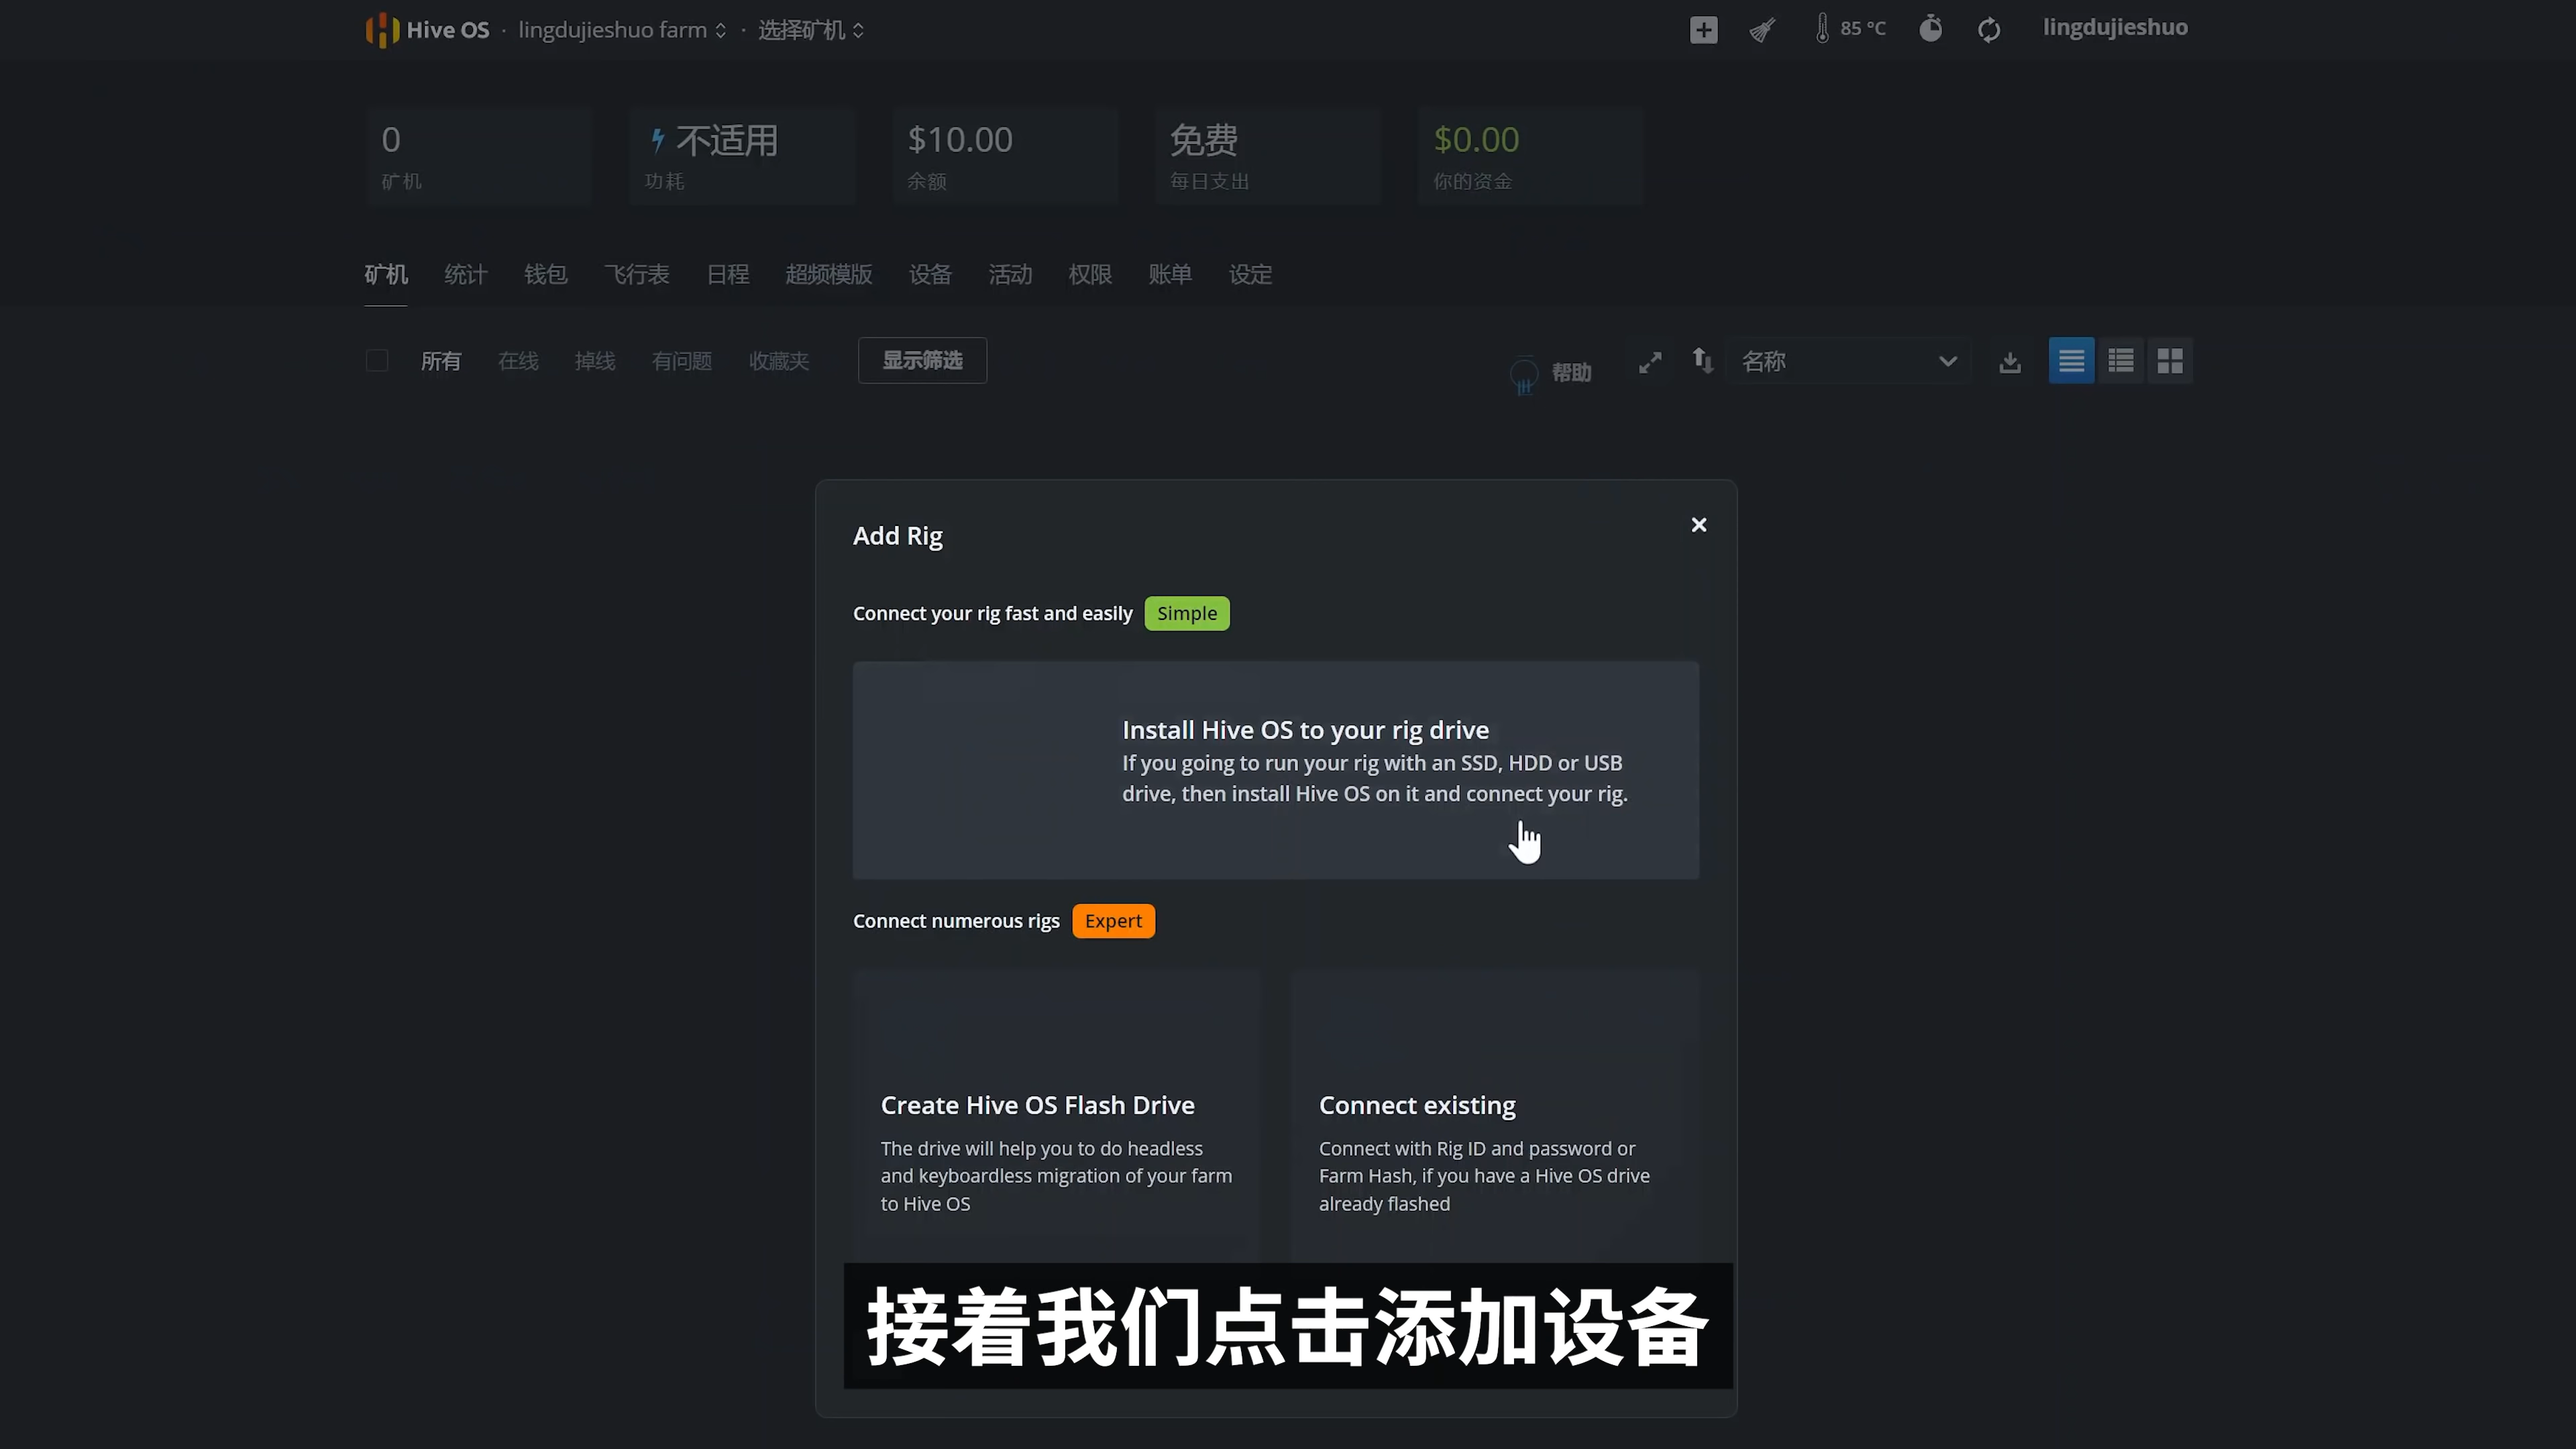 Hive OS · lingdujieshuo farm · 选择矿机 85 °C lingdujieshuo
0 不适用 $10.00 免费 $0.00
矿机 功耗 余额 每日支出 你的资金
矿机 统计 钱包 飞行表 日程 超频模版 设备 活动 权限 账单 设定
所有 在线 掉线 有问题 收藏夹 显示筛选 帮助 名称
Add Rig
Connect your rig fast and easily Simple
Install Hive OS to your rig drive
If you going to run your rig with an SSD, HDD or USB
drive, then install Hive OS on it and connect your rig.
Connect numerous rigs Expert
Create Hive OS Flash Drive
The drive will help you to do headless
and keyboardless migration of your farm
to Hive OS
Connect existing
Connect with Rig ID and password or
Farm Hash, if you have a Hive OS drive
already flashed
接着我们点击添加设备